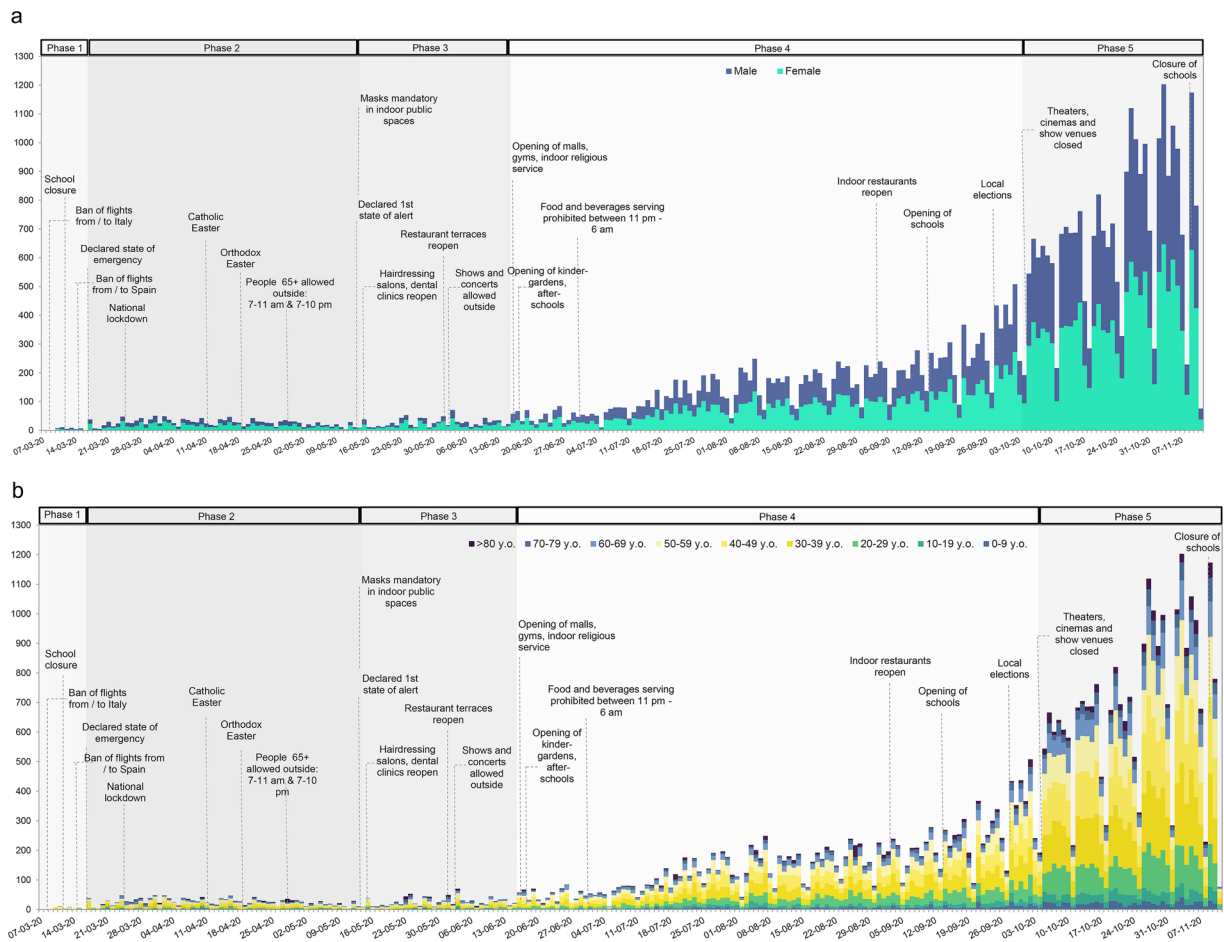 a
Phase 1
Phase 2
Phase 3
Phase 4
Phase 5
1300
1200
1100
1000
900
800
700
600
500
400
300
200
100
0
Male
Female
School
closure
Ban of flights
from / to Italy
Declared state of
emergency
Ban of flights
from / to Spain
National
lockdown
Catholic
Easter
Orthodox
Easter
People 65+ allowed
outside:
7-11 am & 7-10 pm
Masks mandatory
in indoor public
spaces
Declared 1st
state of alert
Restaurant terraces
reopen
Hairdressing
salons, dental
clinics reopen
Shows and
concerts
allowed
outside
Opening of malls,
gyms, indoor religious
service
Food and beverages serving
prohibited between 11 pm -
6 am
Opening of kinder-
gardens,
after-
schools
Indoor restaurants
reopen
Opening of
schools
Local
elections
Theaters,
cinemas and
show venues
closed
Closure of
schools
07-03-20
14-03-20
21-03-20
28-03-20
04-04-20
11-04-20
18-04-20
25-04-20
02-05-20
09-05-20
16-05-20
23-05-20
30-05-20
06-06-20
13-06-20
20-06-20
27-06-20
04-07-20
11-07-20
18-07-20
25-07-20
01-08-20
08-08-20
15-08-20
22-08-20
29-08-20
05-09-20
12-09-20
19-09-20
26-09-20
03-10-20
10-10-20
17-10-20
24-10-20
31-10-20
07-11-20
b
Phase 1
Phase 2
Phase 3
Phase 4
Phase 5
1300
1200
1100
1000
900
800
700
600
500
400
300
200
100
0
>80 y.o.
70-79 y.o.
60-69 y.o.
50-59 y.o.
40-49 y.o.
30-39 y.o.
20-29 y.o.
10-19 y.o.
0-9 y.o.
School
closure
Ban of flights
from / to Italy
Declared state of
emergency
Ban of flights from
/ to Spain
National
lockdown
Catholic
Easter
Orthodox
Easter
People 65+
allowed outside:
7-11 am & 7-10
pm
Masks mandatory
in indoor public
spaces
Declared 1st
state of alert
Restaurant terraces
reopen
Hairdressing
salons, dental
clinics reopen
Shows and
concerts
allowed
outside
Opening of malls,
gyms, indoor religious
service
Food and beverages serving
prohibited between 11 pm -
6 am
Opening of
kinder-
gardens,
after-
schools
Indoor restaurants
reopen
Opening of
schools
Local
elections
Theaters,
cinemas and
show venues
closed
Closure of
schools
07-03-20
14-03-20
21-03-20
28-03-20
04-04-20
11-04-20
18-04-20
25-04-20
02-05-20
09-05-20
16-05-20
23-05-20
30-05-20
06-06-20
13-06-20
20-06-20
27-06-20
04-07-20
11-07-20
18-07-20
25-07-20
01-08-20
08-08-20
15-08-20
22-08-20
29-08-20
05-09-20
12-09-20
19-09-20
26-09-20
03-10-20
10-10-20
17-10-20
24-10-20
31-10-20
07-11-20